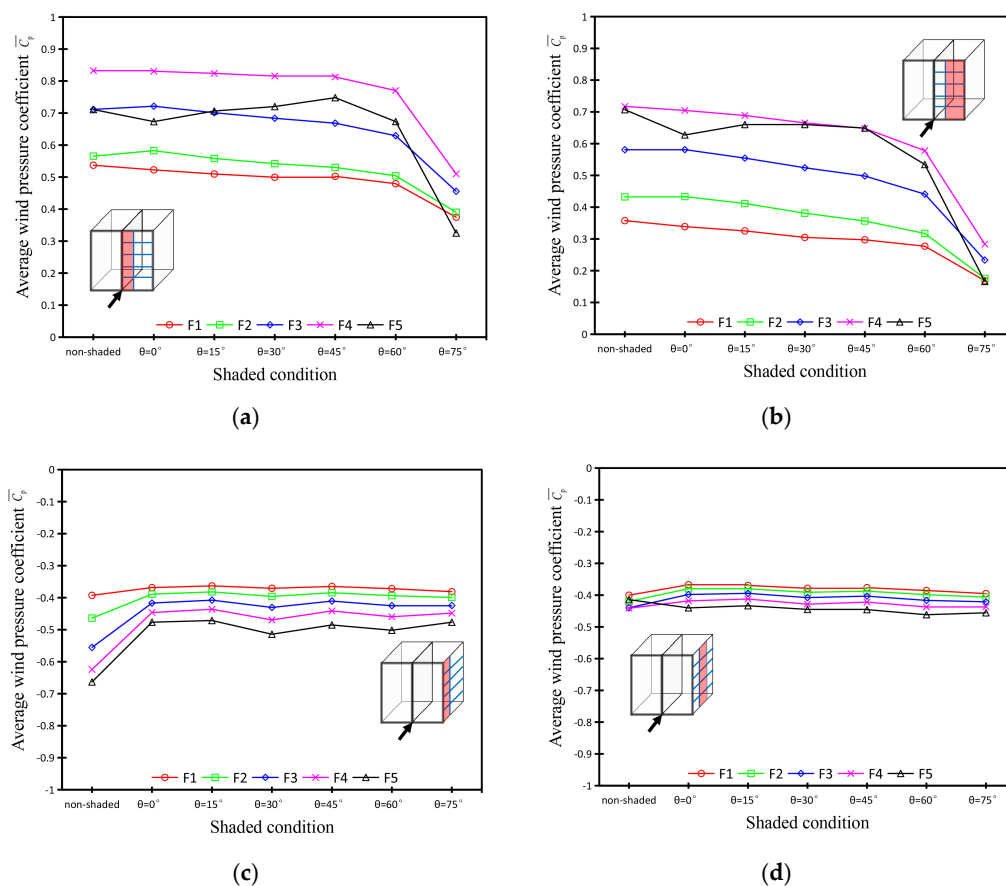 Average wind pressure coefficient C̅ₚ
1
0.9
0.8
0.7
0.6
0.5
0.4
0.3
0.2
0.1
0
F1 F2 F3 F4 F5
non-shaded θ=0° θ=15° θ=30° θ=45° θ=60° θ=75°
Shaded condition
(a)
Average wind pressure coefficient C̅ₚ
1
0.9
0.8
0.7
0.6
0.5
0.4
0.3
0.2
0.1
0
F1 F2 F3 F4 F5
non-shaded θ=0° θ=15° θ=30° θ=45° θ=60° θ=75°
Shaded condition
(b)
Average wind pressure coefficient C̅ₚ
0
-0.1
-0.2
-0.3
-0.4
-0.5
-0.6
-0.7
-0.8
-0.9
-1
F1 F2 F3 F4 F5
non-shaded θ=0° θ=15° θ=30° θ=45° θ=60° θ=75°
Shaded condition
(c)
Average wind pressure coefficient C̅ₚ
0
-0.1
-0.2
-0.3
-0.4
-0.5
-0.6
-0.7
-0.8
-0.9
-1
F1 F2 F3 F4 F5
non-shaded θ=0° θ=15° θ=30° θ=45° θ=60° θ=75°
Shaded condition
(d)